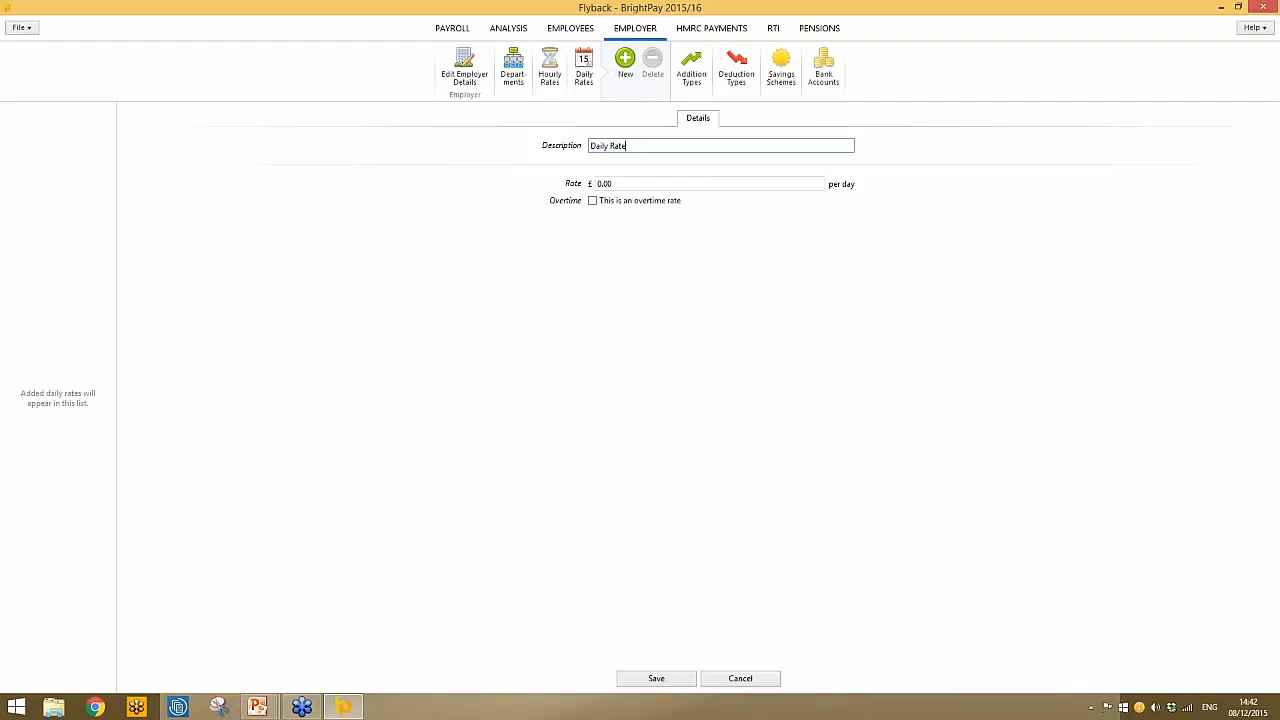 Flyback - BrightPay 2015/16
File
PAYROLL ANALYSIS EMPLOYEES EMPLOYER HMRC PAYMENTS RTI PENSIONS
Help
Edit Employer Details
Depart-ments
Hourly Rates
15
Daily Rates
New
Delete
Addition Types
Deduction Types
Savings Schemes
Bank Accounts
Employer
Details
Description Daily Rate
Rate £ 0.00 per day
Overtime This is an overtime rate
Added daily rates will
appear in this list.
Save Cancel
ENG
14:42
08/12/2015